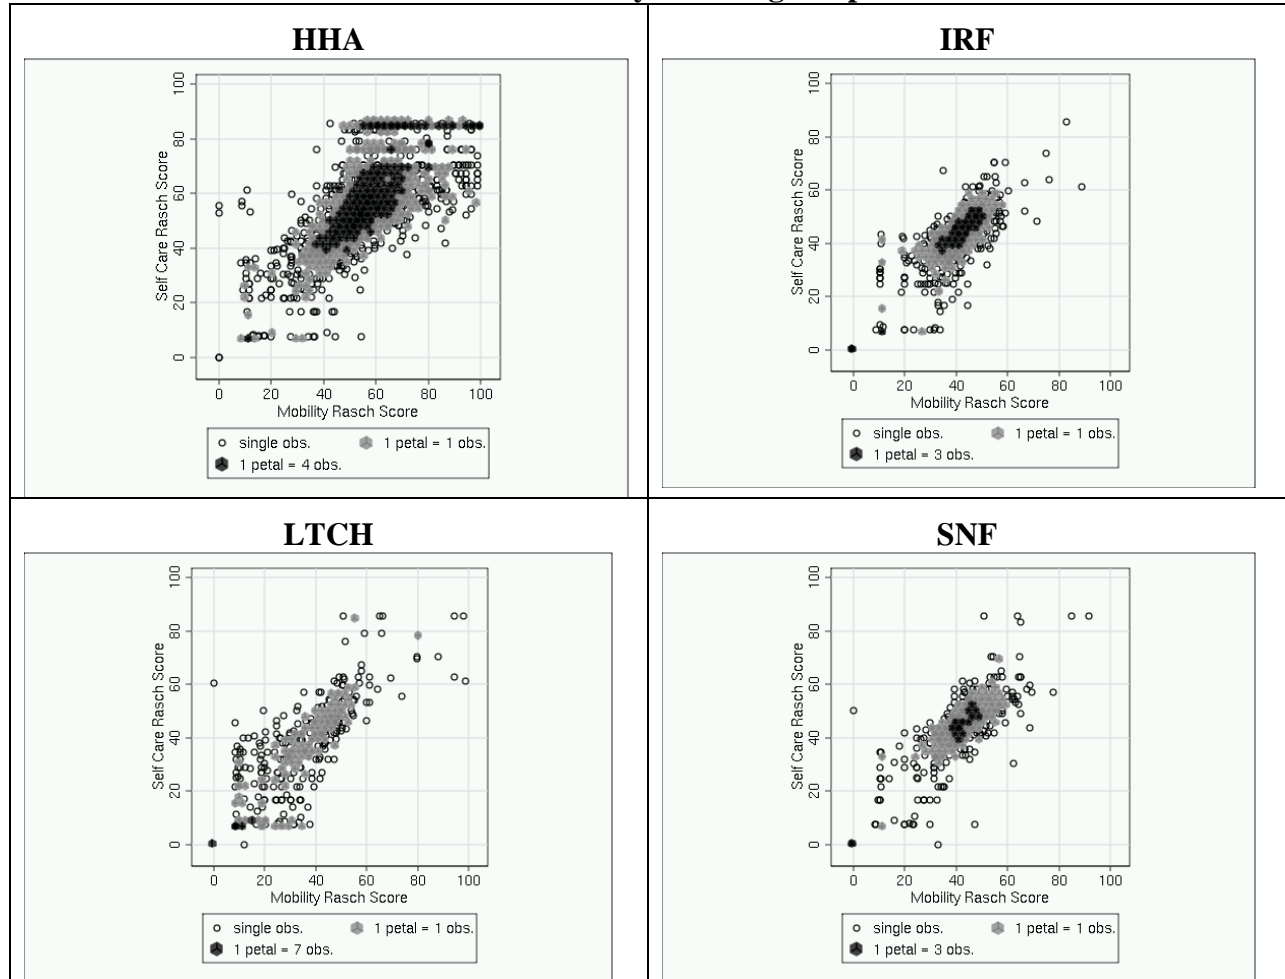 HHA
Self Care Rasch Score
100
80
60
40
20
0
0 20 40 60 80 100
Mobility Rasch Score
single obs. 1 petal = 1 obs.
1 petal = 4 obs.
IRF
Self Care Rasch Score
100
80
60
40
20
0
0 20 40 60 80 100
Mobility Rasch Score
single obs. 1 petal = 1 obs.
1 petal = 3 obs.
LTCH
Self Care Rasch Score
100
80
60
40
20
0
0 20 40 60 80 100
Mobility Rasch Score
single obs. 1 petal = 1 obs.
1 petal = 7 obs.
SNF
Self Care Rasch Score
100
80
60
40
20
0
0 20 40 60 80 100
Mobility Rasch Score
single obs. 1 petal = 1 obs.
1 petal = 3 obs.